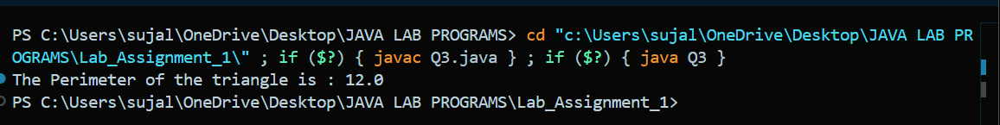 PS C:\Users\sujal\OneDrive\Desktop\JAVA LAB PROGRAMS> cd "c:\Users\sujal\OneDrive\Desktop\JAVA LAB PR
OGRAMS\Lab_Assignment_1\" ; if ($?) { javac Q3.java } ; if ($?) { java Q3 }
The Perimeter of the triangle is : 12.0
PS C:\Users\sujal\OneDrive\Desktop\JAVA LAB PROGRAMS\Lab_Assignment_1>